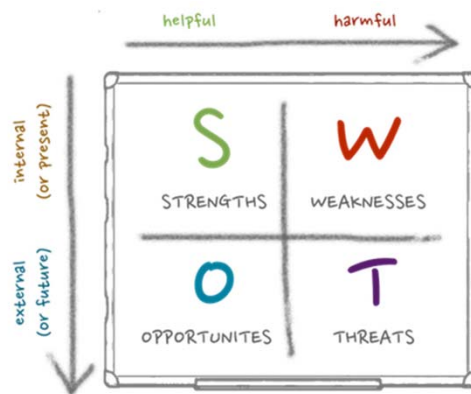 helpful harmful
internal
(or present)
S W
STRENGTHS WEAKNESSES
external
(or future)
O T
OPPORTUNITES THREATS